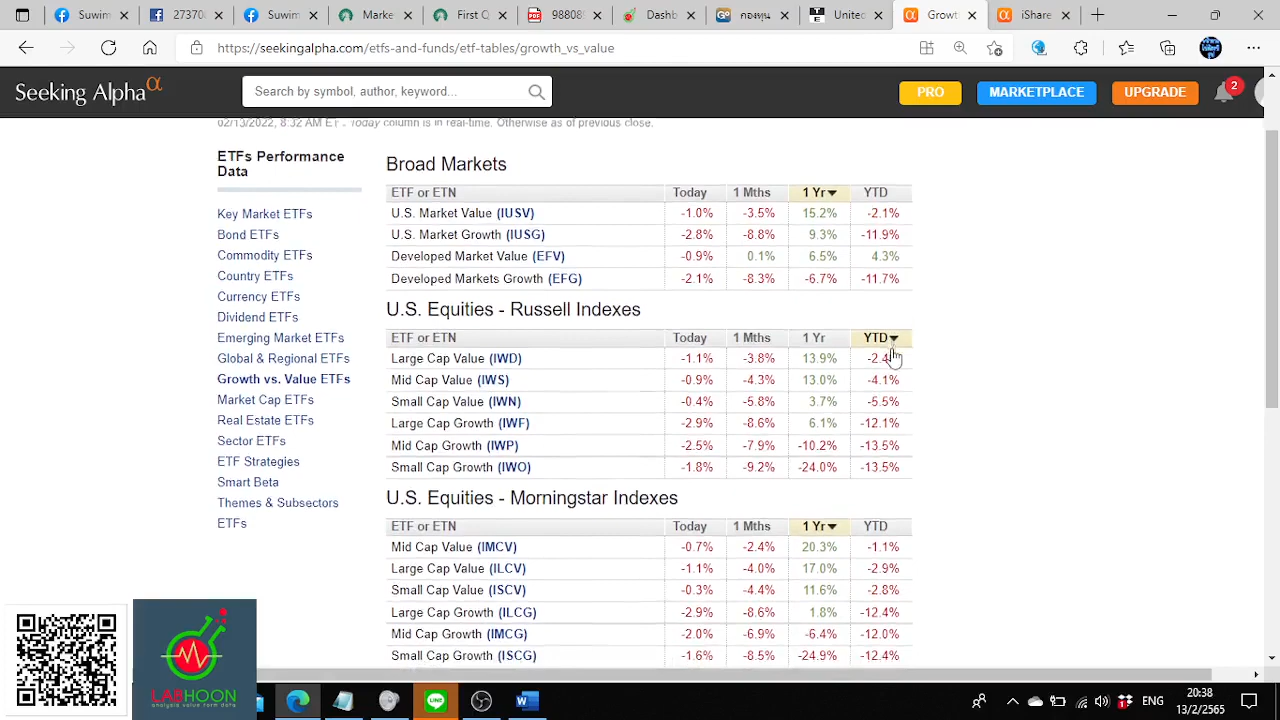 27370
Marke
Equit
98808
Dashb
Unite
Growt
iShare
https://seekingalpha.com/etfs-and-funds/etf-tables/growth_vs_value
Seeking Alpha α
Search by symbol, author, keyword...
PRO
MARKETPLACE
UPGRADE
2
02/13/2022, 8:32 AM ET. Today column is in real-time. Otherwise as of previous close.
ETFs Performance
Data
Key Market ETFs
Bond ETFs
Commodity ETFs
Country ETFs
Currency ETFs
Dividend ETFs
Emerging Market ETFs
Global & Regional ETFs
Growth vs. Value ETFs
Market Cap ETFs
Real Estate ETFs
Sector ETFs
ETF Strategies
Smart Beta
Themes & Subsectors
ETFs
Broad Markets
ETF or ETN Today 1 Mths 1 Yr YTD
U.S. Market Value (IUSV) -1.0% -3.5% 15.2% -2.1%
U.S. Market Growth (IUSG) -2.8% -8.8% 9.3% -11.9%
Developed Market Value (EFV) -0.9% 0.1% 6.5% 4.3%
Developed Markets Growth (EFG) -2.1% -8.3% -6.7% -11.7%
U.S. Equities - Russell Indexes
ETF or ETN Today 1 Mths 1 Yr YTD
Large Cap Value (IWD) -1.1% -3.8% 13.9%
Mid Cap Value (IWS) -0.9% -4.3% 13.0% -4.1%
Small Cap Value (IWN) -0.4% -5.8% 3.7% -5.5%
Large Cap Growth (IWF) -2.9% -8.6% 6.1% -12.1%
Mid Cap Growth (IWP) -2.5% -7.9% -10.2% -13.5%
Small Cap Growth (IWO) -1.8% -9.2% -24.0% -13.5%
U.S. Equities - Morningstar Indexes
ETF or ETN Today 1 Mths 1 Yr YTD
Mid Cap Value (IMCV) -0.7% -2.4% 20.3% -1.1%
Large Cap Value (ILCV) -1.1% -4.0% 17.0% -2.9%
Small Cap Value (ISCV) -0.3% -4.4% 11.6% -2.8%
Large Cap Growth (ILCG) -2.9% -8.6% 1.8% -12.4%
Mid Cap Growth (IMCG) -2.0% -6.9% -6.4% -12.0%
Small Cap Growth (ISCG) -1.6% -8.5% -24.9% -12.4%
LABHOON
analysis value form data
LINE
ENG
20:38
13/2/2565